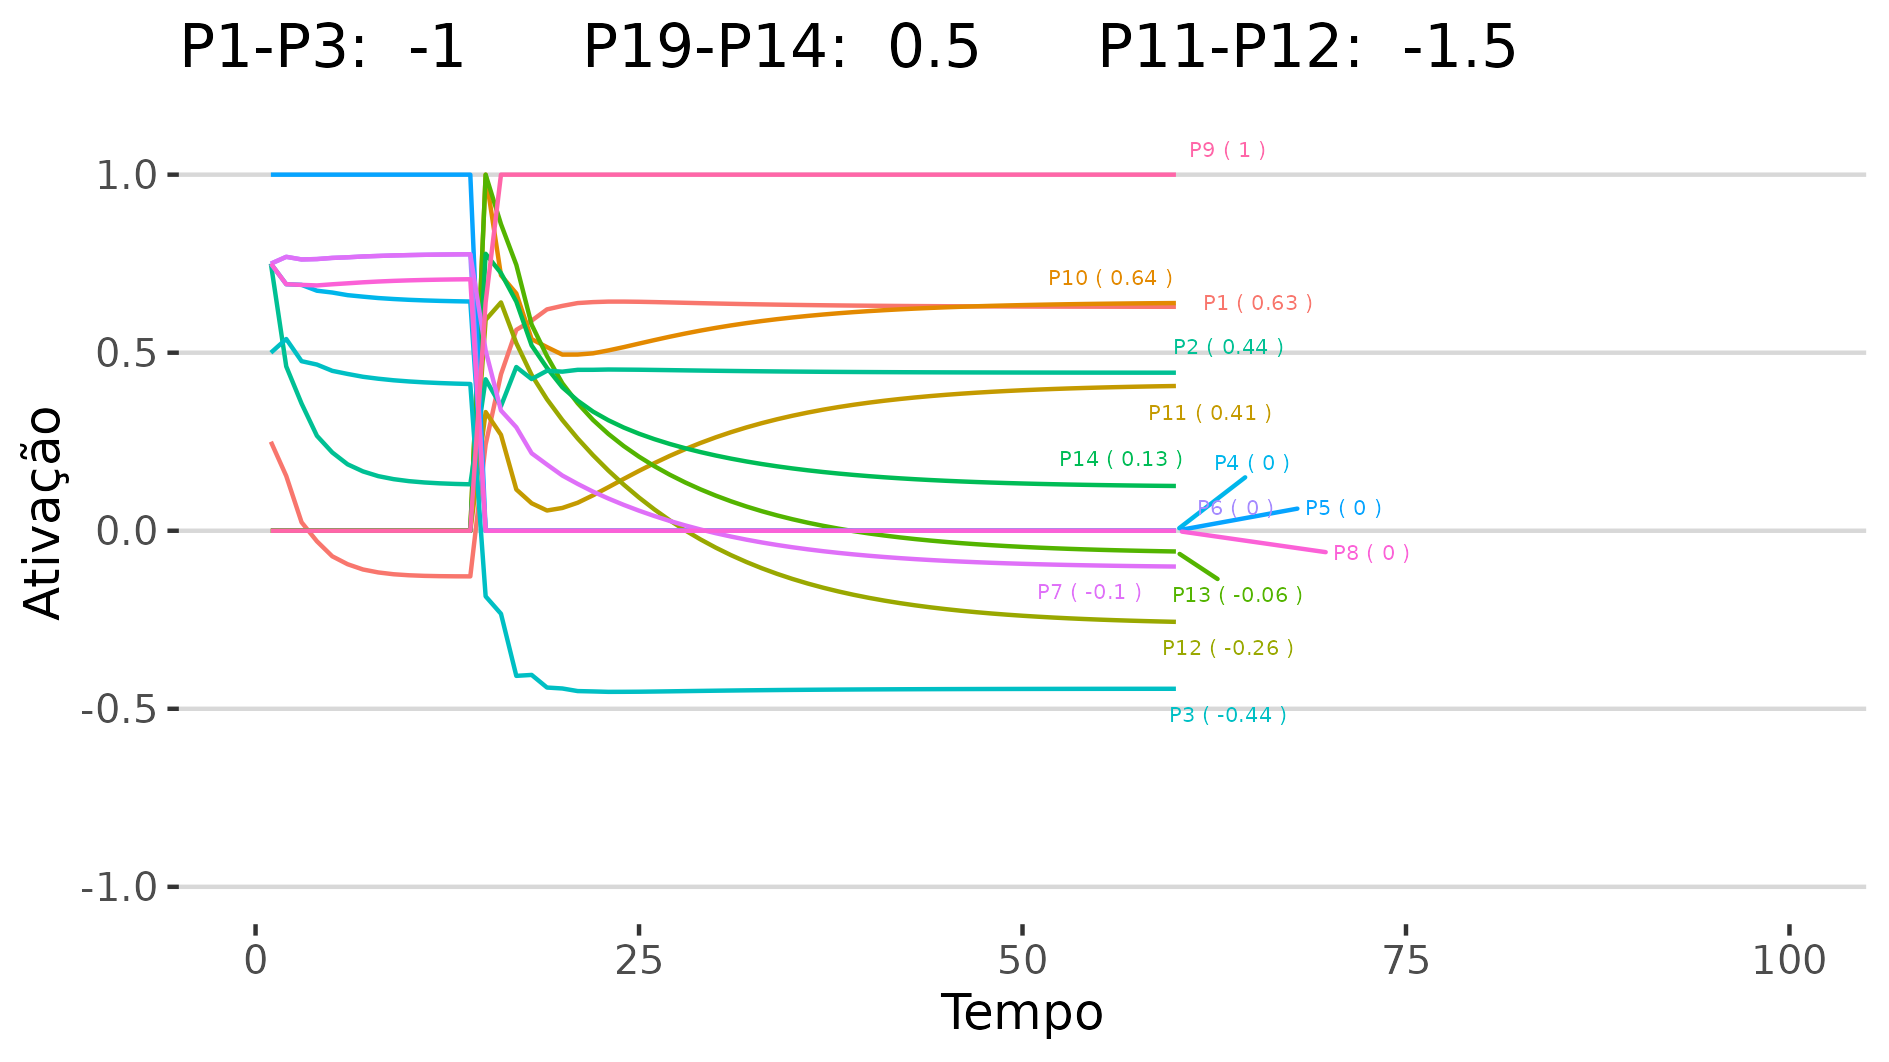 P1-P3:  -1      P19-P14:  0.5      P11-P12:  -1.5
P9 ( 1 )
1.0
P10 ( 0.64 )
P1 ( 0.63 )
P2 ( 0.44 )
0.5
P11 ( 0.41 )
P14 ( 0.13 )
P4 ( 0 )
P6 ( 0 )
P5 ( 0 )
0.0
P8 ( 0 )
P7 ( -0.1 )
P13 ( -0.06 )
P12 ( -0.26 )
-0.5
P3 ( -0.44 )
-1.0
Ativação
0
25
50
75
100
Tempo